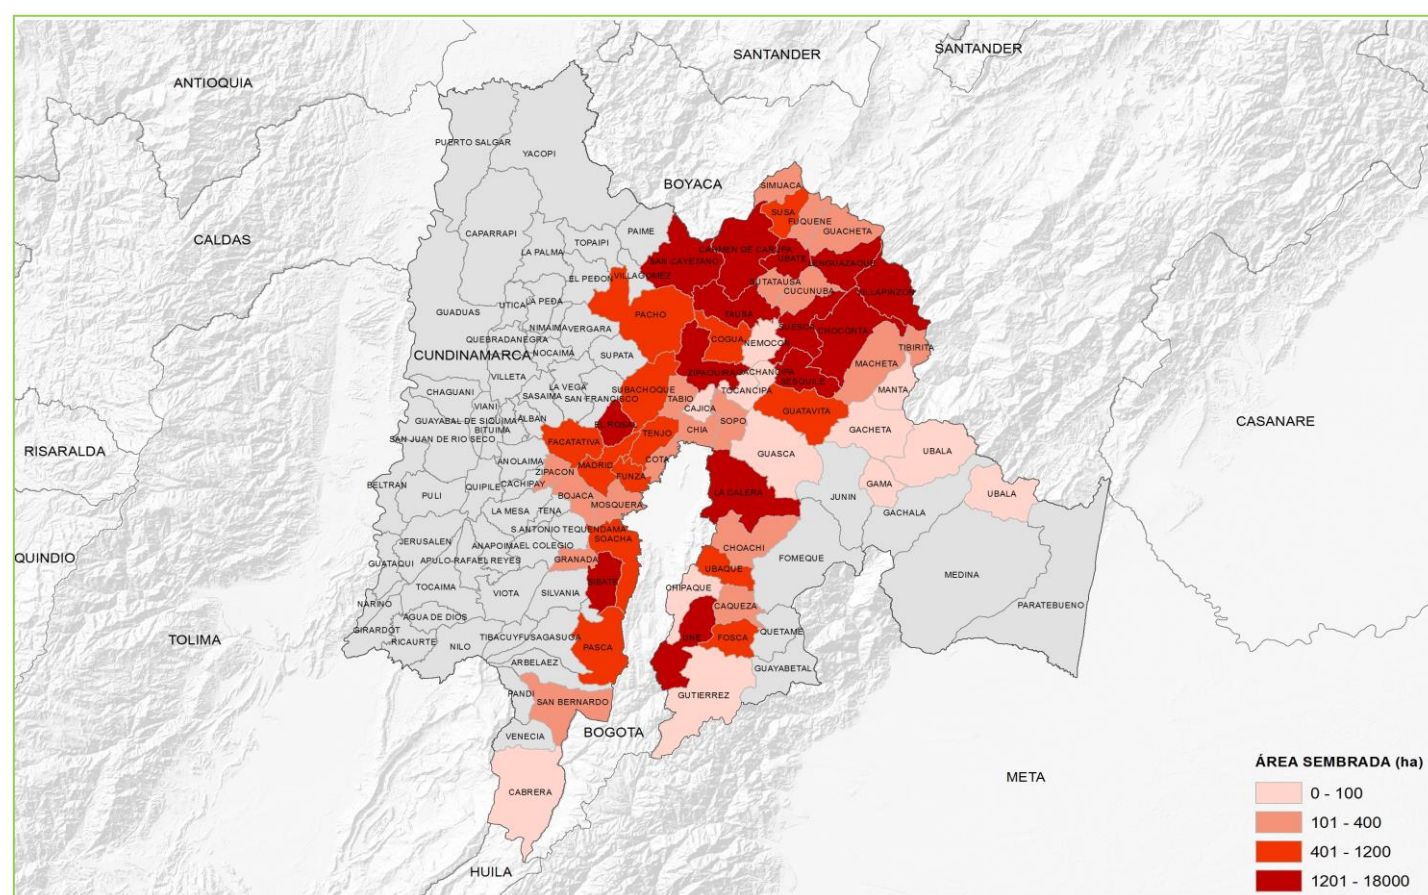 SANTANDER
SANTANDER
ANTIOQUIA
PUERTO SALGAR
YACOPI
BOYACA
SIMIJACA
SUSA
FUQUENE
GUACHETA
CALDAS
CAPARRAPI
PAIME
TOPAIPI
LA PALMA
CARMEN DE CARUPA
UBATE
SAN CAYETANO
LENGUAZAQUE
EL PEÐON
VILLAGOMEZ
SUTATAUSA
CUCUNUBA
VILLAPINZON
UTICA
LA PEÐA
GUADUAS
PACHO
TAUSA
NIMAIMA
VERGARA
SUESCA
CHOCONTA
QUEBRADANEGRA
COGUA
NEMOCON
TIBIRITA
CUNDINAMARCA
NOCAIMA
SUPATA
MACHETA
VILLETA
ZIPAQUIRA
GACHANCIPA
SESQUILE
CHAGUANI
LA VEGA
SUBACHOQUE
TOCANCIPA
MANTA
SASAIMA
SAN FRANCISCO
TABIO
CAJICA
VIANI
GUAYABAL DE SIQUIMA
ALBAN
EL ROSAL
SOPO
GUATAVITA
CASANARE
BITUIMA
CHIA
GACHETA
SAN JUAN DE RIO SECO
FACATATIVA
TENJO
RISARALDA
GUASCA
UBALA
ANOLAIMA
MADRID
COTA
ZIPACON
FUNZA
BELTRAN
QUIPILE
CACHIPAY
GAMA
PULI
BOJACA
LA CALERA
JUNIN
UBALA
MOSQUERA
GACHALA
LA MESA
TENA
S.ANTONIO TEQUENDAMA
JERUSALEN
SOACHA
ANAPOIMA
EL COLEGIO
CHOACHI
QUINDIO
GUATAQUI
APULO-RAFAEL REYES
GRANADA
FOMEQUE
UBAQUE
MEDINA
TOCAIMA
SIBATE
CHIPAQUE
VIOTA
SILVANIA
NARINO
CAQUEZA
PARATEBUENO
AGUA DE DIOS
GIRARDOT
RICAURTE
TIBACUY
FUSAGASUGA
UNE
FOSCA
QUETAME
TOLIMA
NILO
PASCA
ARBELAEZ
GUAYABETAL
PANDI
SAN BERNARDO
GUTIERREZ
VENECIA
BOGOTA
META
CABRERA
HUILA
ÁREA SEMBRADA (ha)
0 - 100
101 - 400
401 - 1200
1201 - 18000